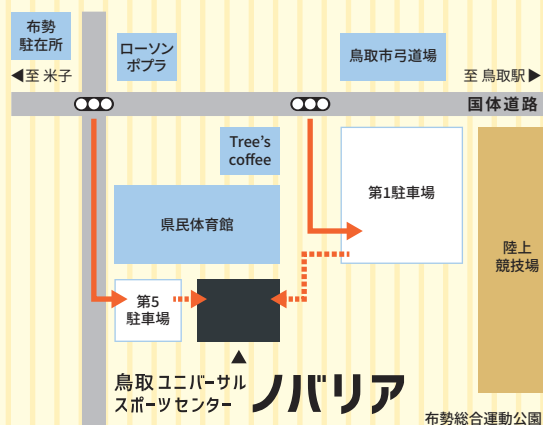 布勢
駐在所
ローソン
ポプラ
鳥取市弓道場
◀至 米子
至 鳥取駅▶
国体道路
Tree's
coffee
第1駐車場
県民体育館
陸上
競技場
第5
駐車場
鳥取ユニバーサル
スポーツセンター
ノバリア
布勢総合運動公園